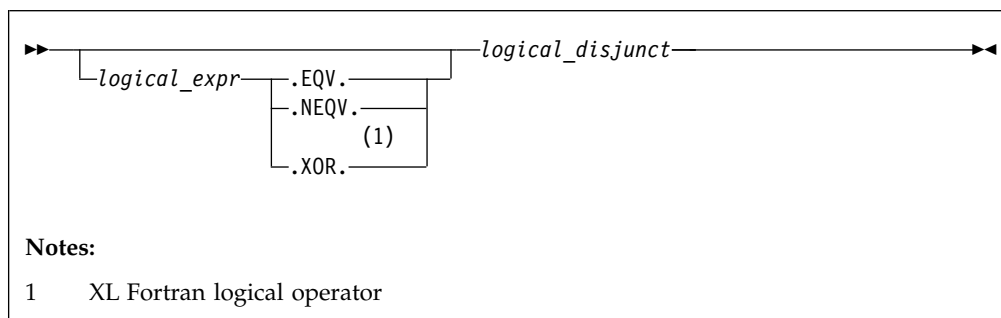 logical_disjunct
logical_expr .EQV.
.NEQV.
(1)
.XOR.
Notes:
1 XL Fortran logical operator